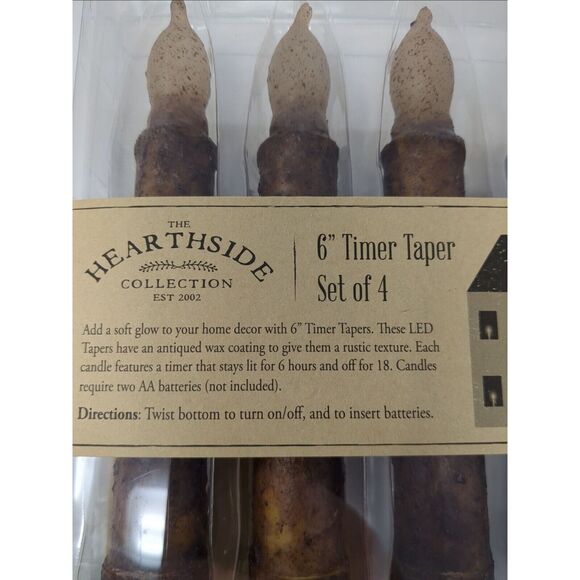 THE
HEARTHSIDE
COLLECTION
EST 2002
6” Timer Taper
Set of 4
Add a soft glow to your home decor with 6” Timer Tapers. These LED
Tapers have an antiqued wax coating to give them a rustic texture. Each
candle features a timer that stays lit for 6 hours and off for 18. Candles
require two AA batteries (not included).
Directions: Twist bottom to turn on/off, and to insert batteries.